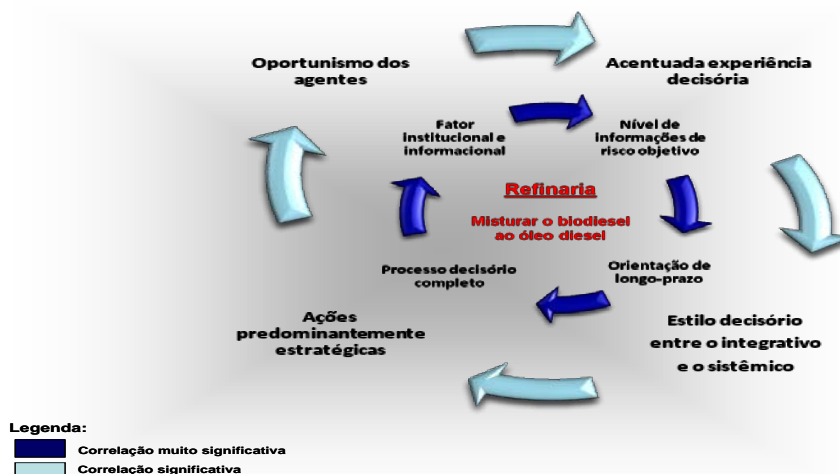 Oportunismo dos
agentes
Acentuada experiência
decisória
Fator
institucional e
informacional
Nível de
informações de
risco objetivo
Refinaria
Misturar o biodiesel
ao óleo diesel
Processo decisório
completo
Orientação de
longo-prazo
Ações
predominantemente
estratégicas
Estilo decisório
entre o integrativo
e o sistêmico
Legenda:
Correlação muito significativa
Correlação significativa